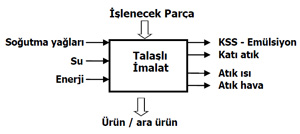 İşlenecek Parça
Soğutma yağları
Su
Enerji
Talaşlı
İmalat
KSS - Emülsiyon
Katı atık
Atık ısı
Atık hava
Ürün / ara ürün